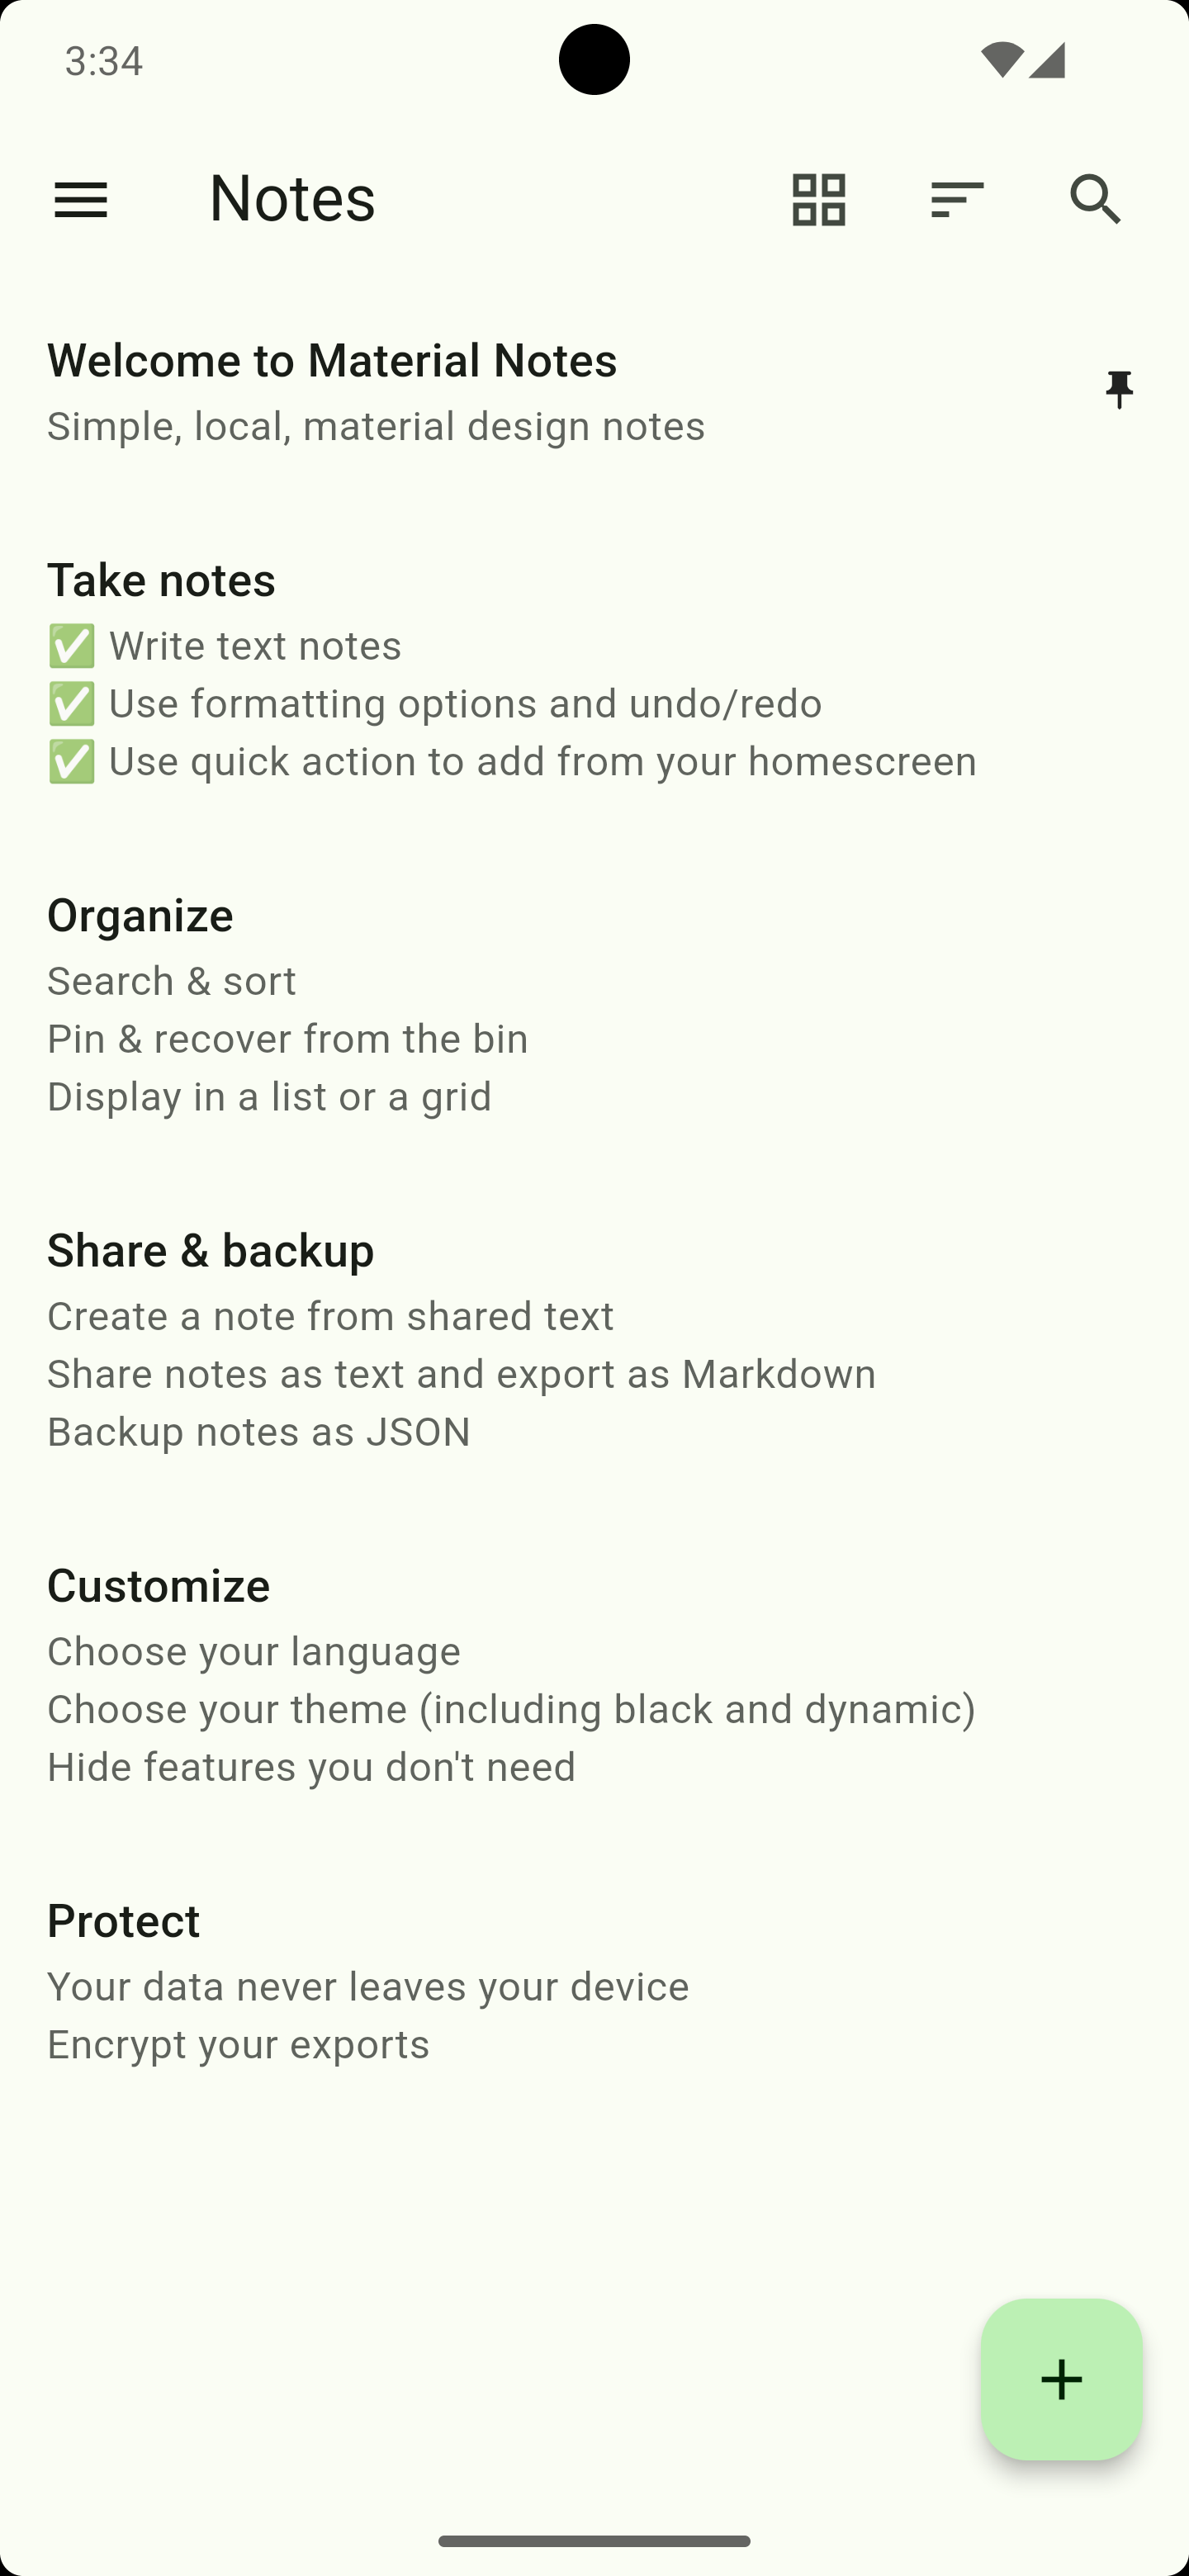 3:34
Notes
Welcome to Material Notes
Simple, local, material design notes
Take notes
✅ Write text notes
✅ Use formatting options and undo/redo
✅ Use quick action to add from your homescreen
Organize
Search & sort
Pin & recover from the bin
Display in a list or a grid
Share & backup
Create a note from shared text
Share notes as text and export as Markdown
Backup notes as JSON
Customize
Choose your language
Choose your theme (including black and dynamic)
Hide features you don't need
Protect
Your data never leaves your device
Encrypt your exports